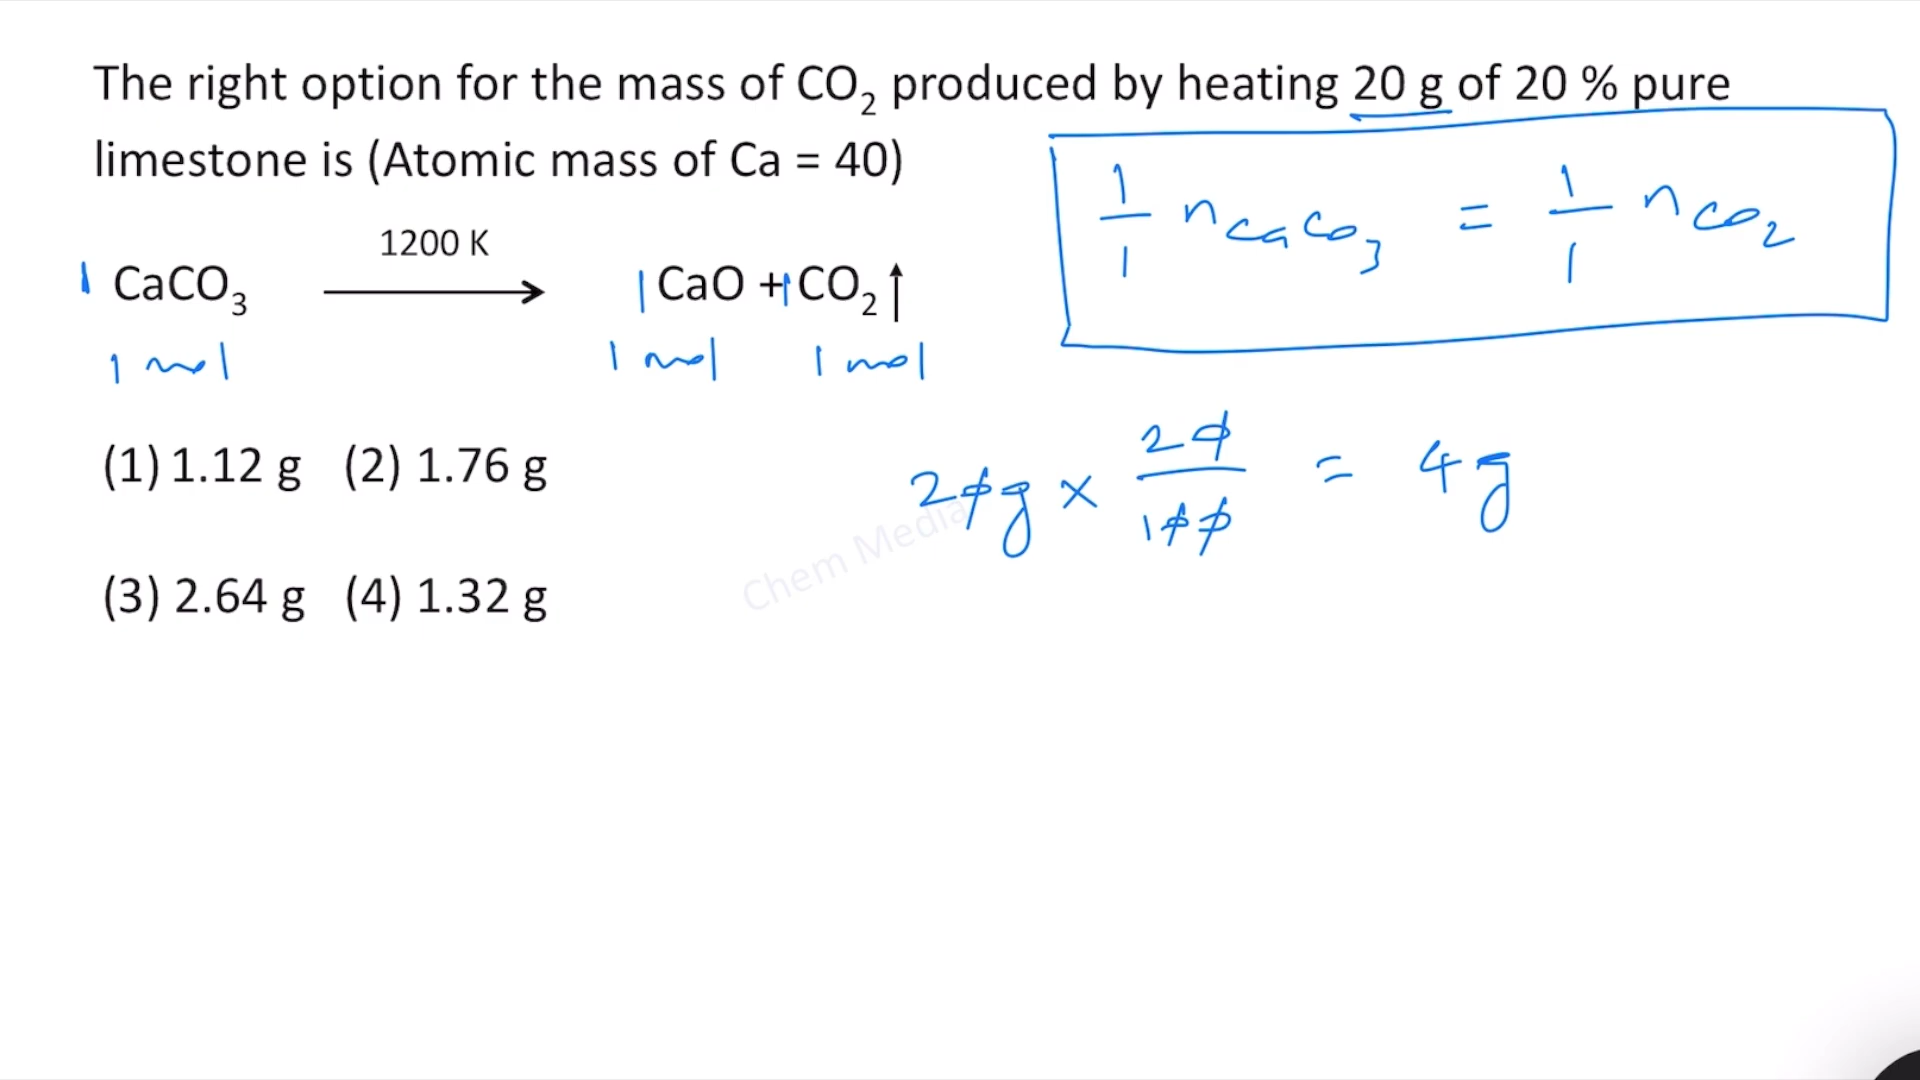 The right option for the mass of CO₂ produced by heating 20 g of 20 % pure
limestone is (Atomic mass of Ca = 40)
1/1 nCaCO₃ = 1/1 nCO₂
1200 K
1 CaCO₃ → 1 CaO + 1 CO₂ ↑
1 mol 1 mol 1 mol
(1) 1.12 g (2) 1.76 g
20 g × 20/100 = 4 g
Chem Media
(3) 2.64 g (4) 1.32 g